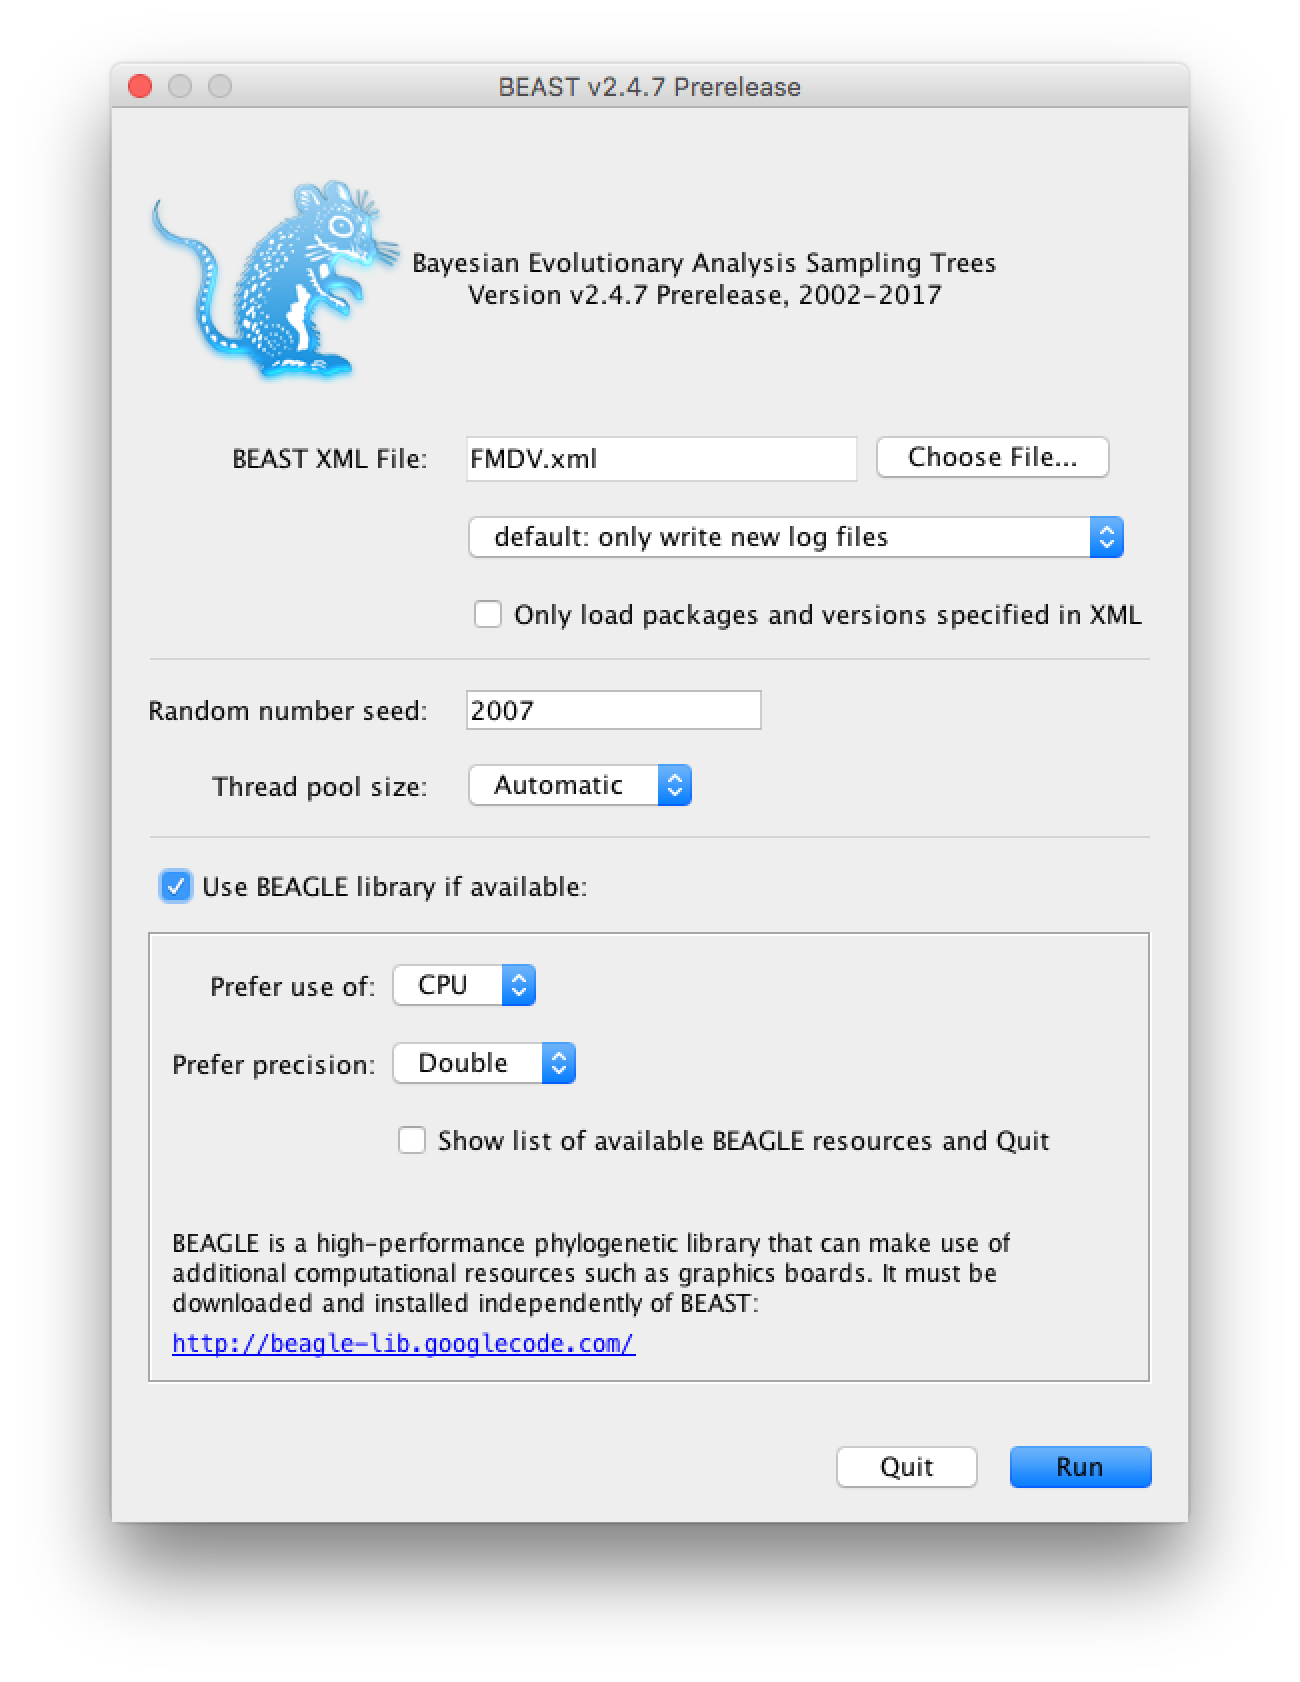 BEAST v2.4.7 Prerelease
Bayesian Evolutionary Analysis Sampling Trees
Version v2.4.7 Prerelease, 2002-2017
BEAST XML File: FMDV.xml Choose File...
default: only write new log files
Only load packages and versions specified in XML
Random number seed: 2007
Thread pool size: Automatic
Use BEAGLE library if available:
Prefer use of: CPU
Prefer precision: Double
Show list of available BEAGLE resources and Quit
BEAGLE is a high-performance phylogenetic library that can make use of
additional computational resources such as graphics boards. It must be
downloaded and installed independently of BEAST:
http://beagle-lib.googlecode.com/
Quit Run